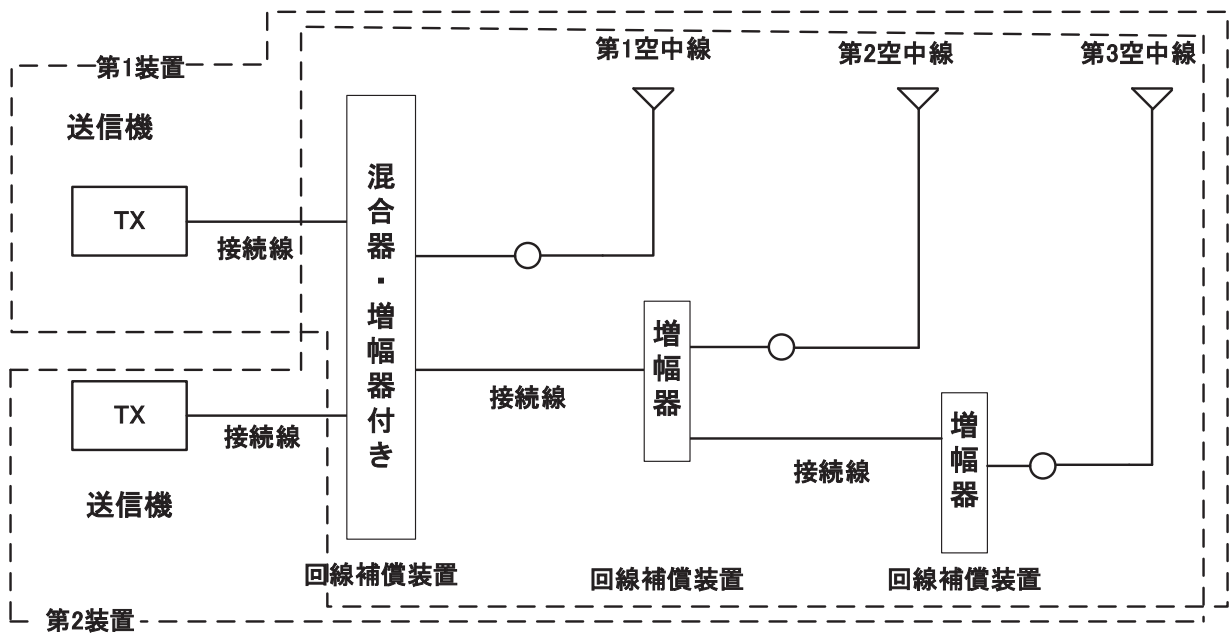 第1空中線
第2空中線
第3空中線
第1装置
送信機
TX
接続線
混合器・増幅器付き
増幅器
接続線
TX
接続線
増幅器
接続線
送信機
回線補償装置
回線補償装置
回線補償装置
第2装置